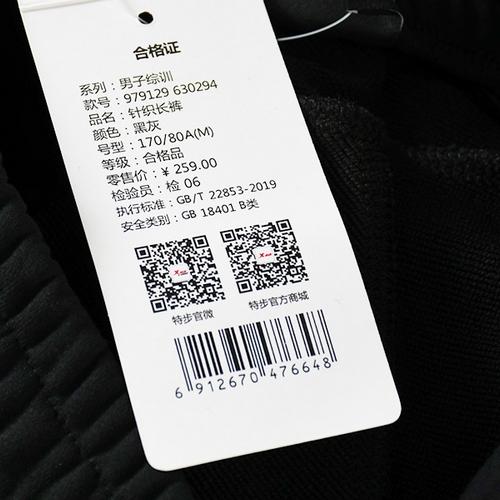 合格证
系列：男子综训
款号：979129 630294
品名：针织长裤
颜色：黑灰
号型：170/80A(M)
等级：合格品
零售价：¥ 259.00
检验员：检 06
执行标准：GB/T 22853-2019
安全类别：GB 18401 B类
特步官微
特步官方商城
6 912670 476648